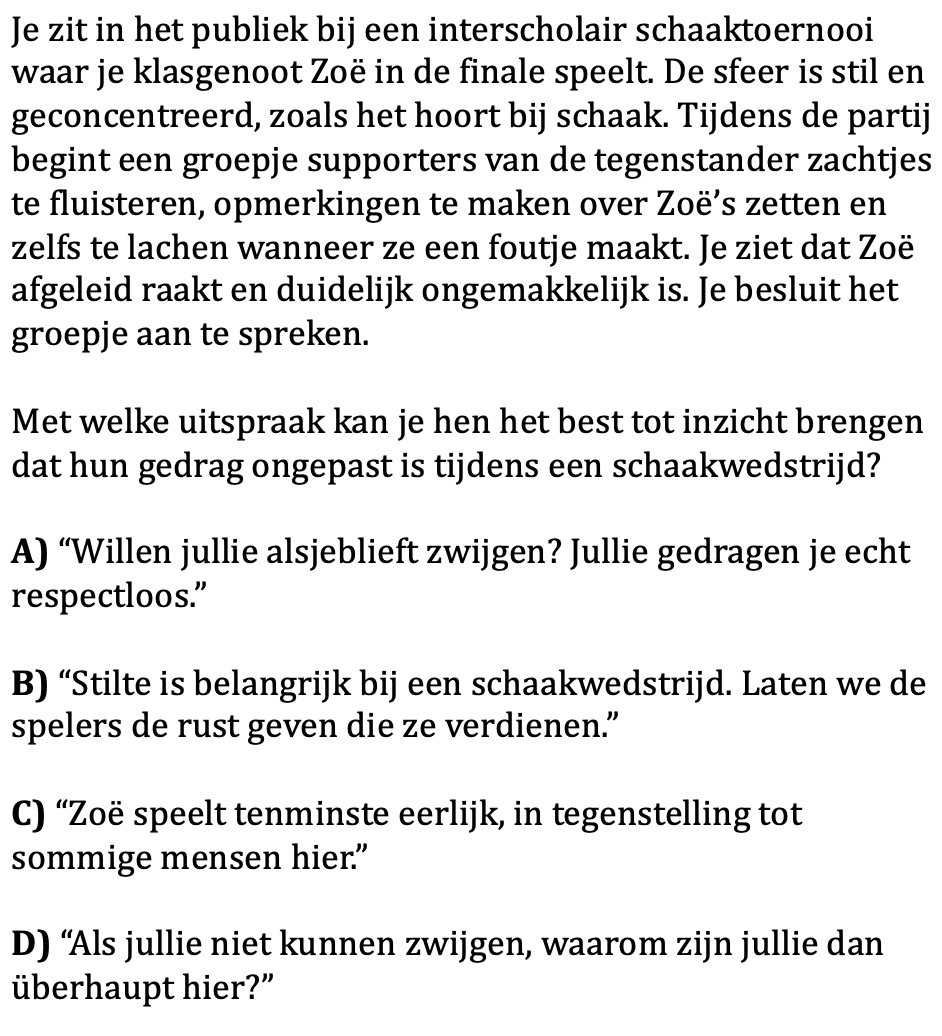 Je zit in het publiek bij een interscholair schaaktoernooi
waar je klasgenoot Zoë in de finale speelt. De sfeer is stil en
geconcentreerd, zoals het hoort bij schaak. Tijdens de partij
begint een groepje supporters van de tegenstander zachtjes
te fluisteren, opmerkingen te maken over Zoë’s zetten en
zelfs te lachen wanneer ze een foutje maakt. Je ziet dat Zoë
afgeleid raakt en duidelijk ongemakkelijk is. Je besluit het
groepje aan te spreken.

Met welke uitspraak kan je hen het best tot inzicht brengen
dat hun gedrag ongepast is tijdens een schaakwedstrijd?

A) “Willen jullie alsjeblieft zwijgen? Jullie gedragen je echt
respectloos.”

B) “Stilte is belangrijk bij een schaakwedstrijd. Laten we de
spelers de rust geven die ze verdienen.”

C) “Zoë speelt tenminste eerlijk, in tegenstelling tot
sommige mensen hier.”

D) “Als jullie niet kunnen zwijgen, waarom zijn jullie dan
überhaupt hier?”